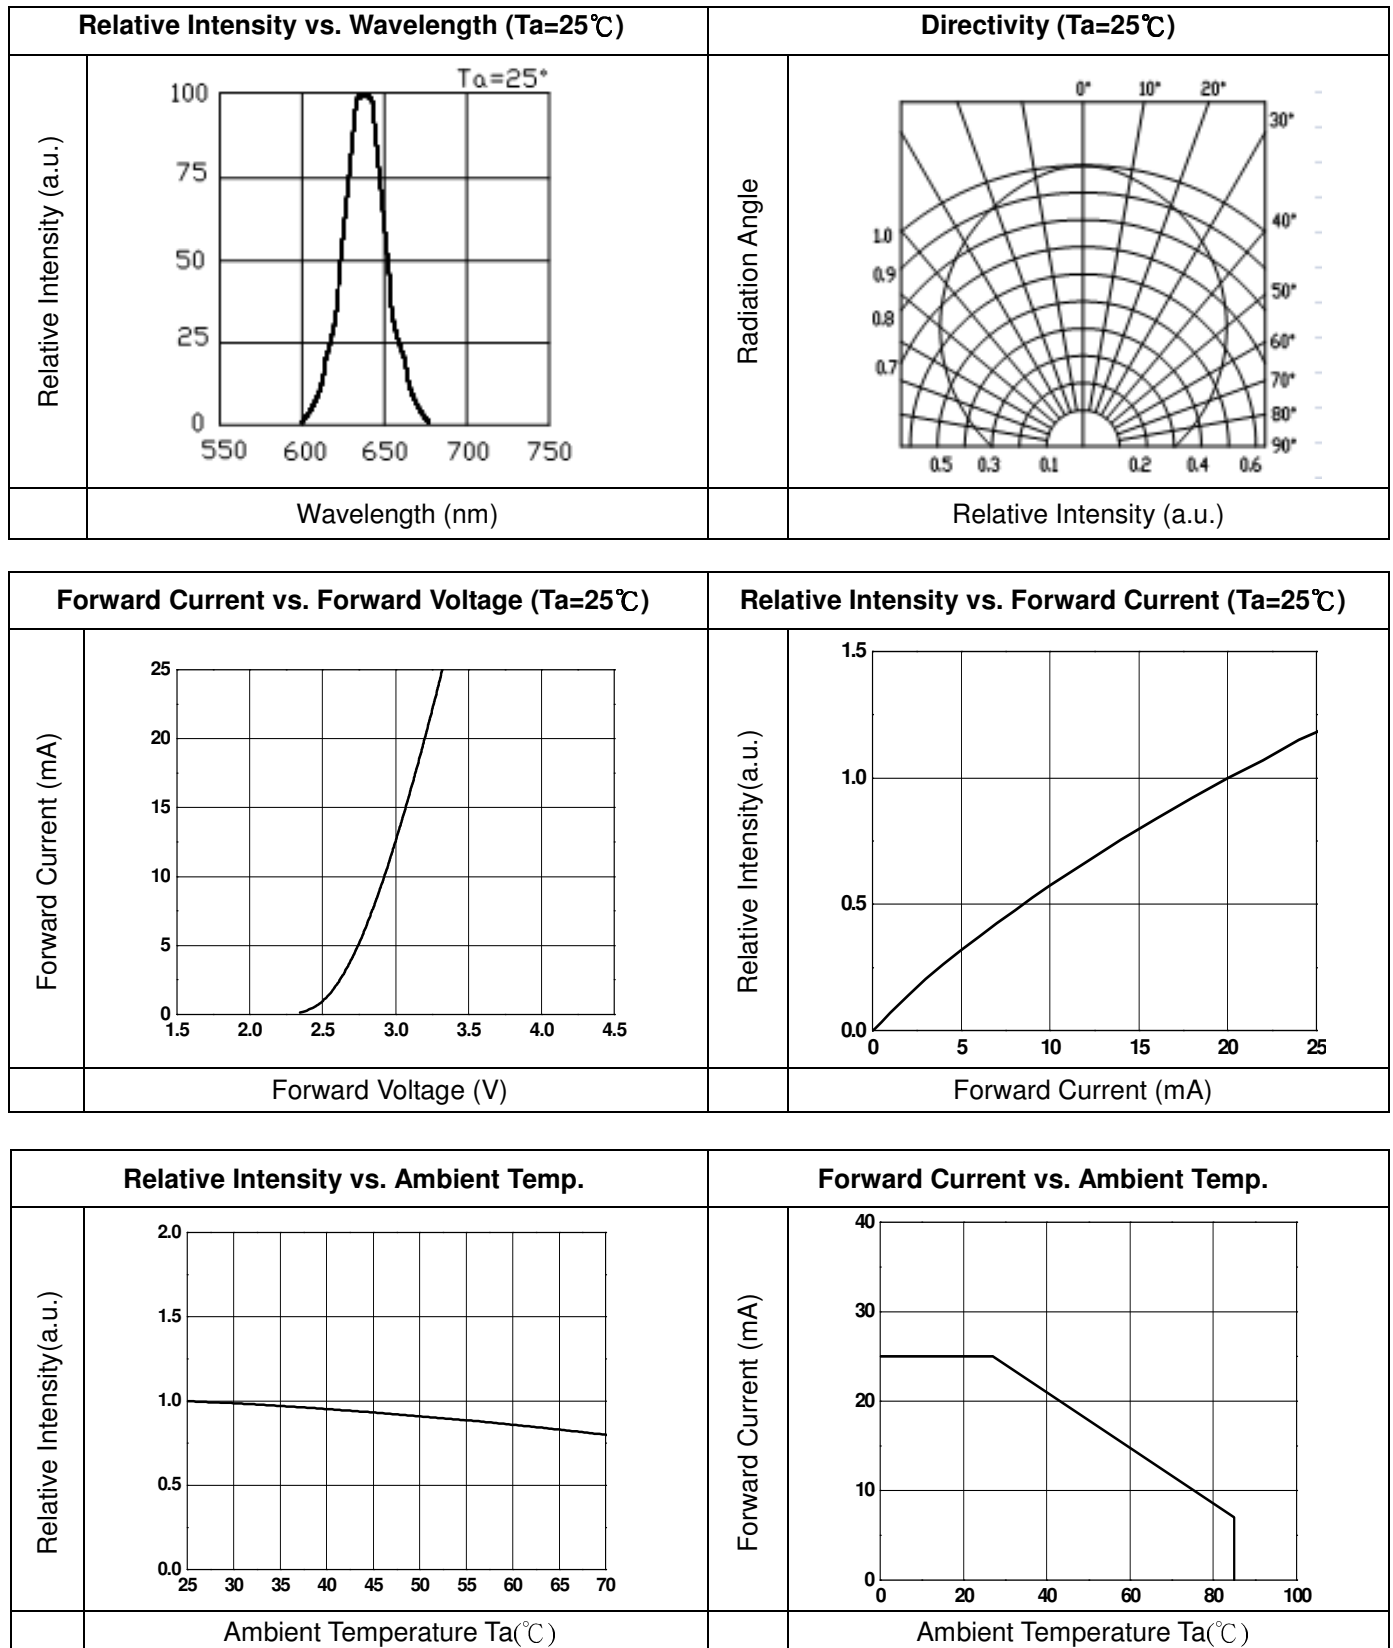 Relative Intensity vs. Wavelength (Ta=25℃)
Directivity (Ta=25℃)
Relative Intensity (a.u.)
Ta=25°
100
75
50
25
0
550 600 650 700 750
Wavelength (nm)
Radiation Angle
0° 10° 20°
30°
40°
50°
60°
70°
80°
90°
1.0
0.9
0.8
0.7
0.5 0.3 0.1 0.2 0.4 0.6
Relative Intensity (a.u.)
Forward Current vs. Forward Voltage (Ta=25℃)
Relative Intensity vs. Forward Current (Ta=25℃)
Forward Current (mA)
25
20
15
10
5
0
1.5 2.0 2.5 3.0 3.5 4.0 4.5
Forward Voltage (V)
Relative Intensity(a.u.)
1.5
1.0
0.5
0.0
0 5 10 15 20 25
Forward Current (mA)
Relative Intensity vs. Ambient Temp.
Forward Current vs. Ambient Temp.
Relative Intensity(a.u.)
2.0
1.5
1.0
0.5
0.0
25 30 35 40 45 50 55 60 65 70
Ambient Temperature Ta(℃)
Forward Current (mA)
40
30
20
10
0
0 20 40 60 80 100
Ambient Temperature Ta(℃)